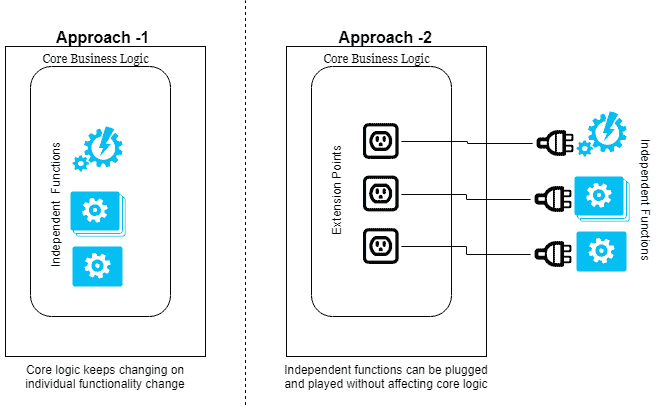 Approach -1
Core Business Logic
Independent Functions
Core logic keeps changing on
individual functionality change
Approach -2
Core Business Logic
Extension Points
Independent Functions
Independent functions can be plugged
and played without affecting core logic